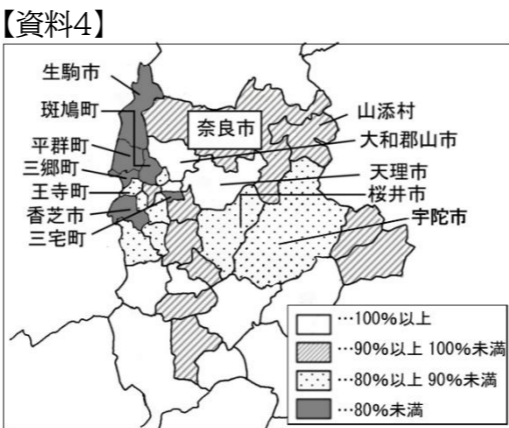 【資料4】
生駒市
斑鳩町
平群町
三郷町
王寺町
香芝市
三宅町
奈良市
山添村
大和郡山市
天理市
桜井市
宇陀市
…100%以上
…90%以上 100%未満
…80%以上 90%未満
…80%未満